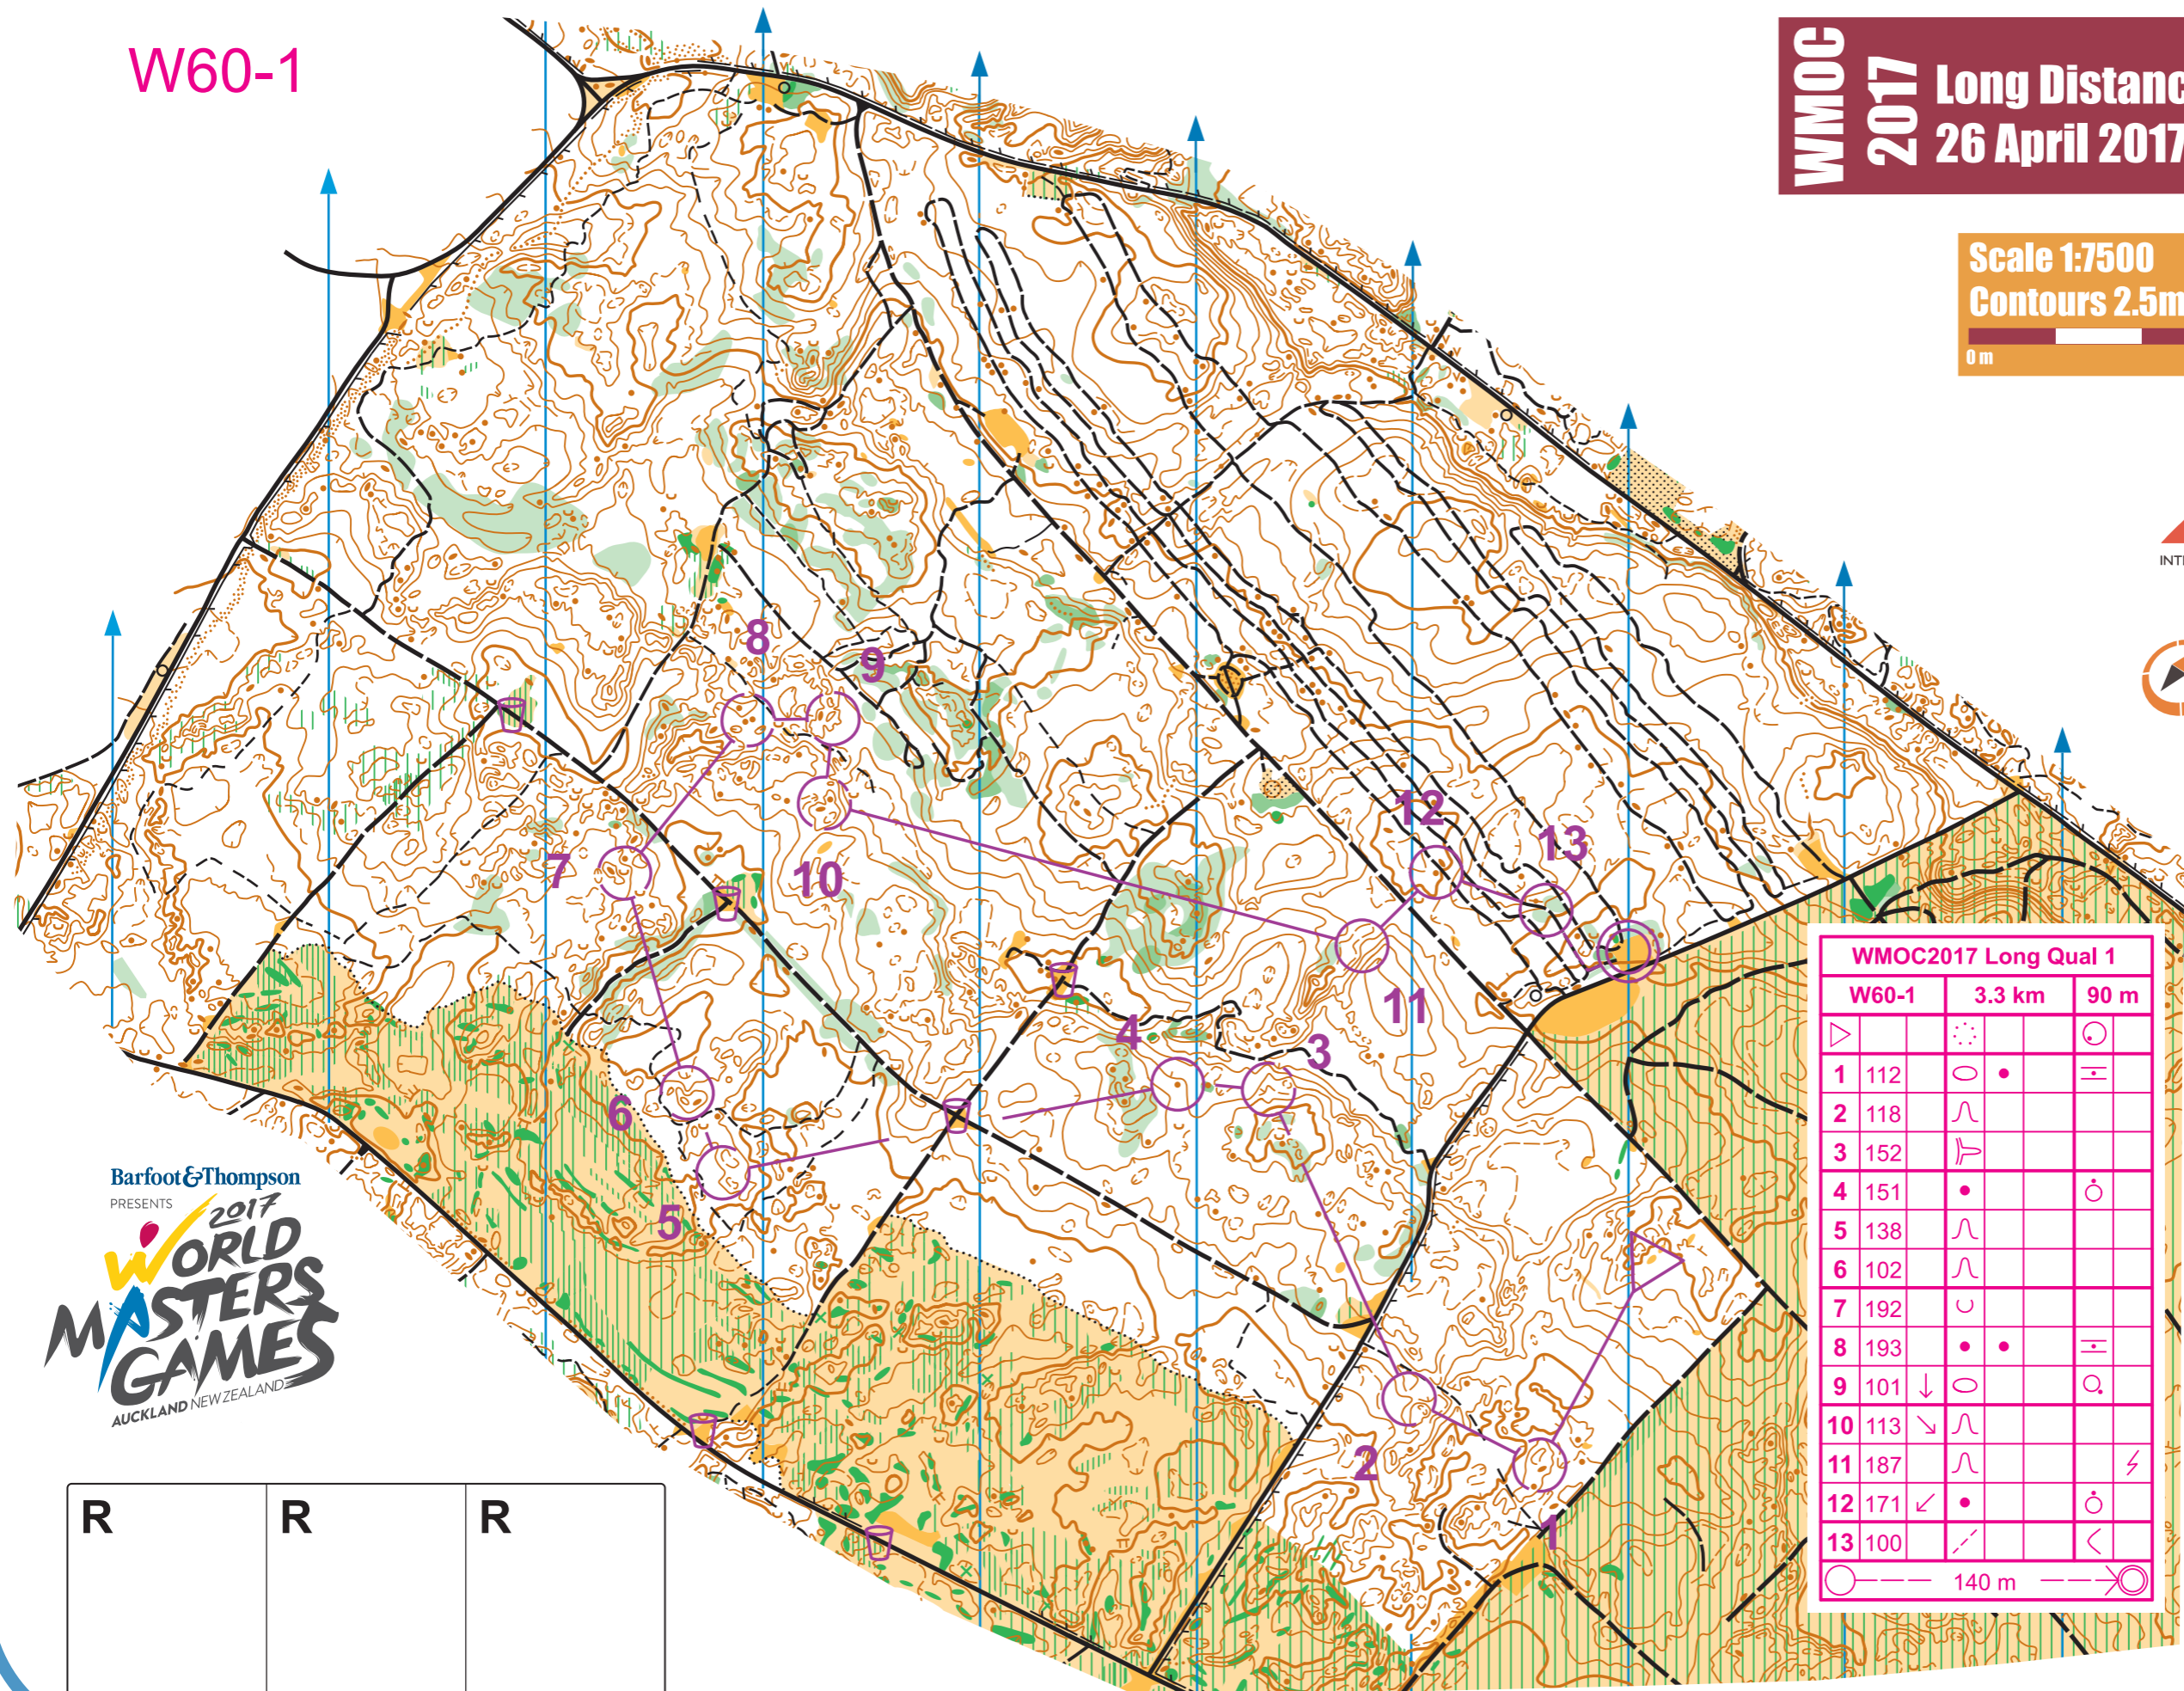 W60-1
WMOC
2017
Long Distanc
26 April 2017
Scale 1:7500
Contours 2.5m
0 m
INT
8
9
7
10
12
13
11
4
3
6
5
2
1
WMOC2017 Long Qual 1
W60-1 3.3 km 90 m
1 112
2 118
3 152
4 151
5 138
6 102
7 192
8 193
9 101
10 113
11 187
12 171
13 100
140 m
Barfoot&Thompson
PRESENTS
2017
WORLD
MASTERS
GAMES
AUCKLAND NEW ZEALAND
R R R